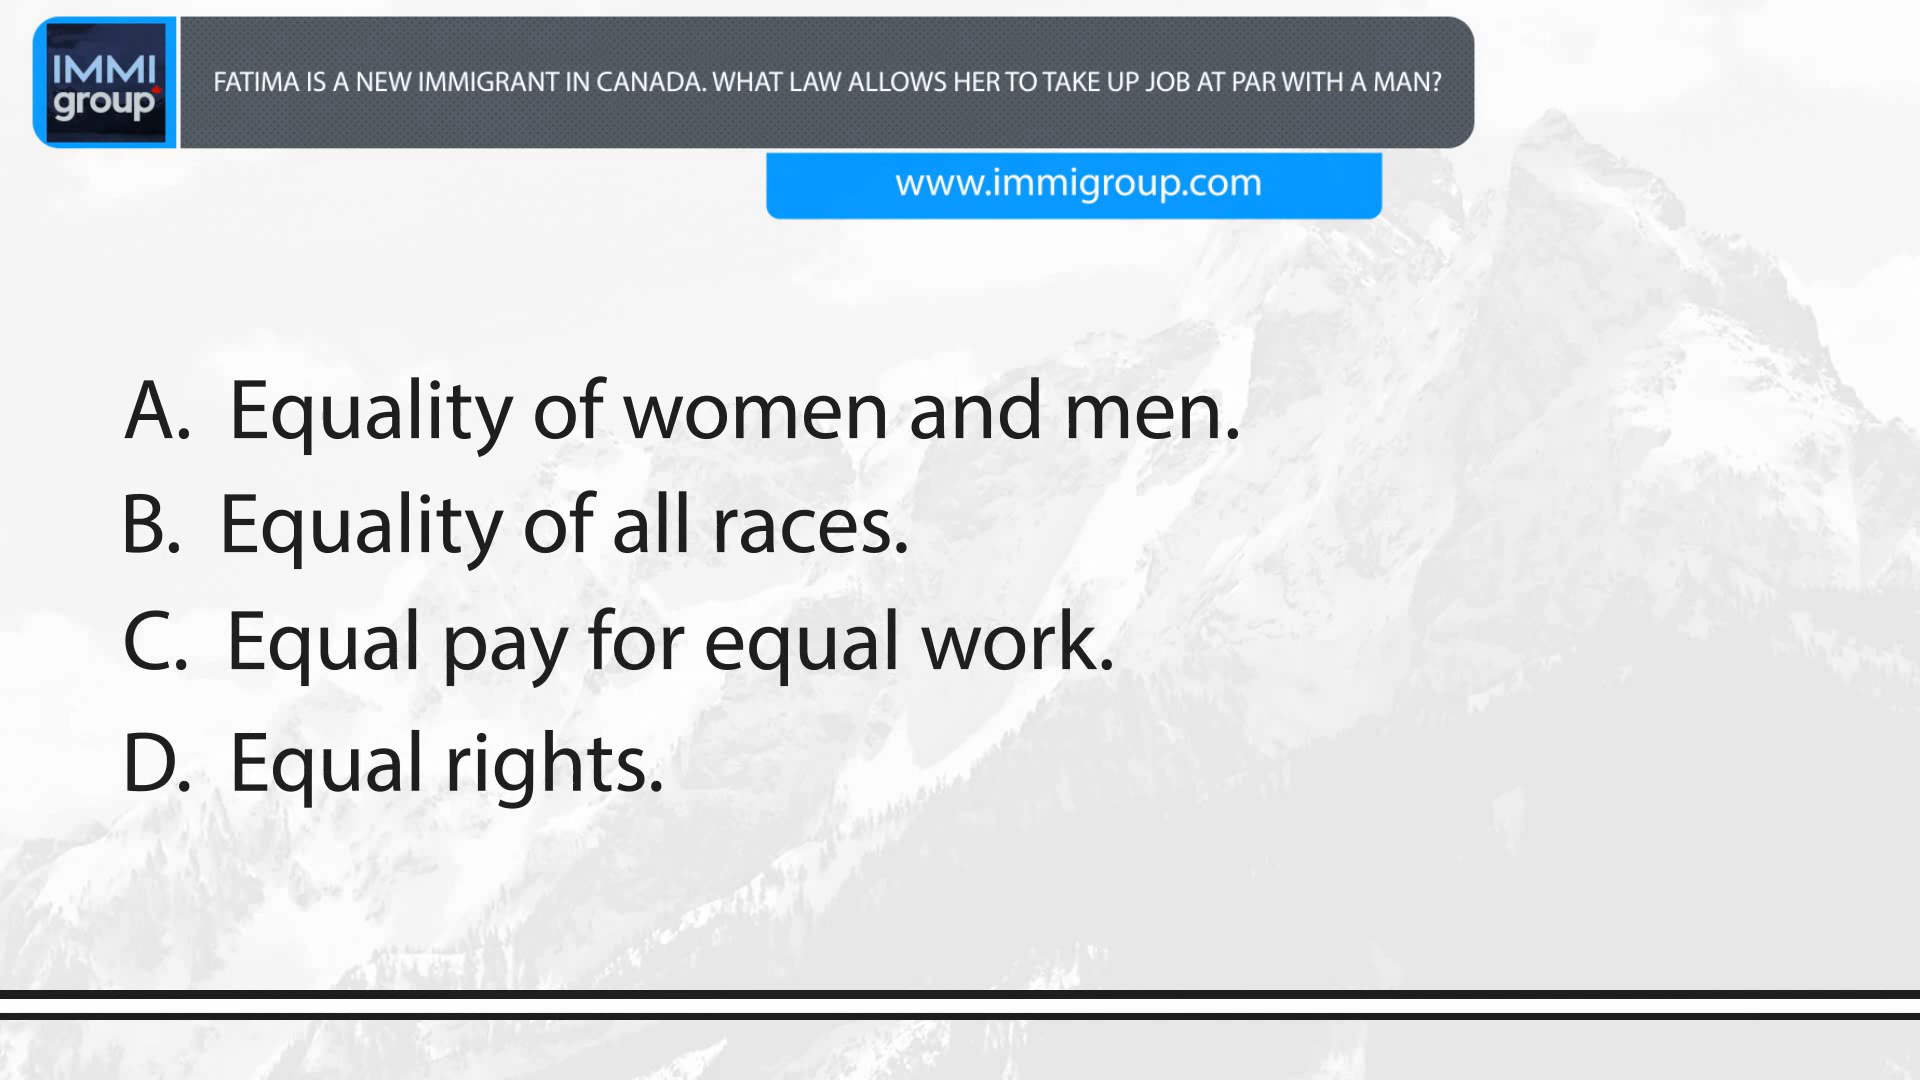 IMMI
group
FATIMA IS A NEW IMMIGRANT IN CANADA. WHAT LAW ALLOWS HER TO TAKE UP JOB AT PAR WITH A MAN?
www.immigroup.com
A. Equality of women and men.
B. Equality of all races.
C. Equal pay for equal work.
D. Equal rights.